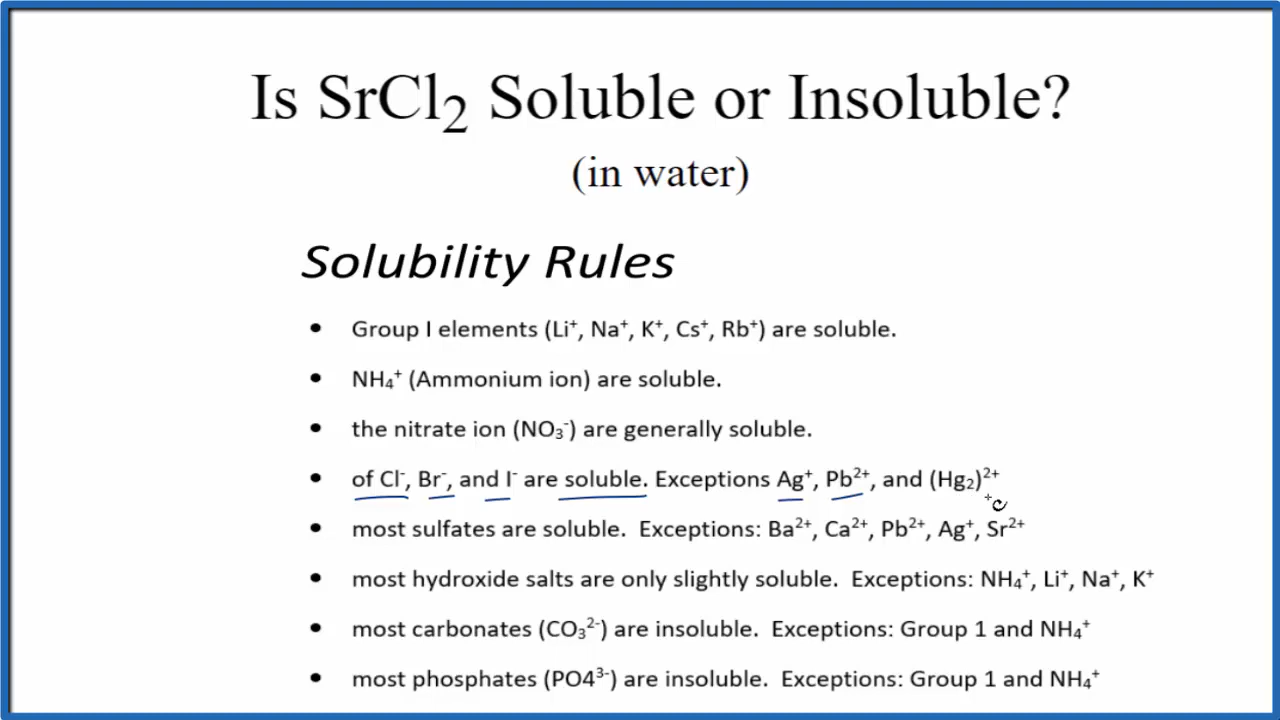 Is SrCl₂ Soluble or Insoluble?
(in water)
Solubility Rules
• Group I elements (Li⁺, Na⁺, K⁺, Cs⁺, Rb⁺) are soluble.
• NH₄⁺ (Ammonium ion) are soluble.
• the nitrate ion (NO₃⁻) are generally soluble.
• of Cl⁻, Br⁻, and I⁻ are soluble. Exceptions Ag⁺, Pb²⁺, and (Hg₂)²⁺
• most sulfates are soluble. Exceptions: Ba²⁺, Ca²⁺, Pb²⁺, Ag⁺, Sr²⁺
• most hydroxide salts are only slightly soluble. Exceptions: NH₄⁺, Li⁺, Na⁺, K⁺
• most carbonates (CO₃²⁻) are insoluble. Exceptions: Group 1 and NH₄⁺
• most phosphates (PO4³⁻) are insoluble. Exceptions: Group 1 and NH₄⁺